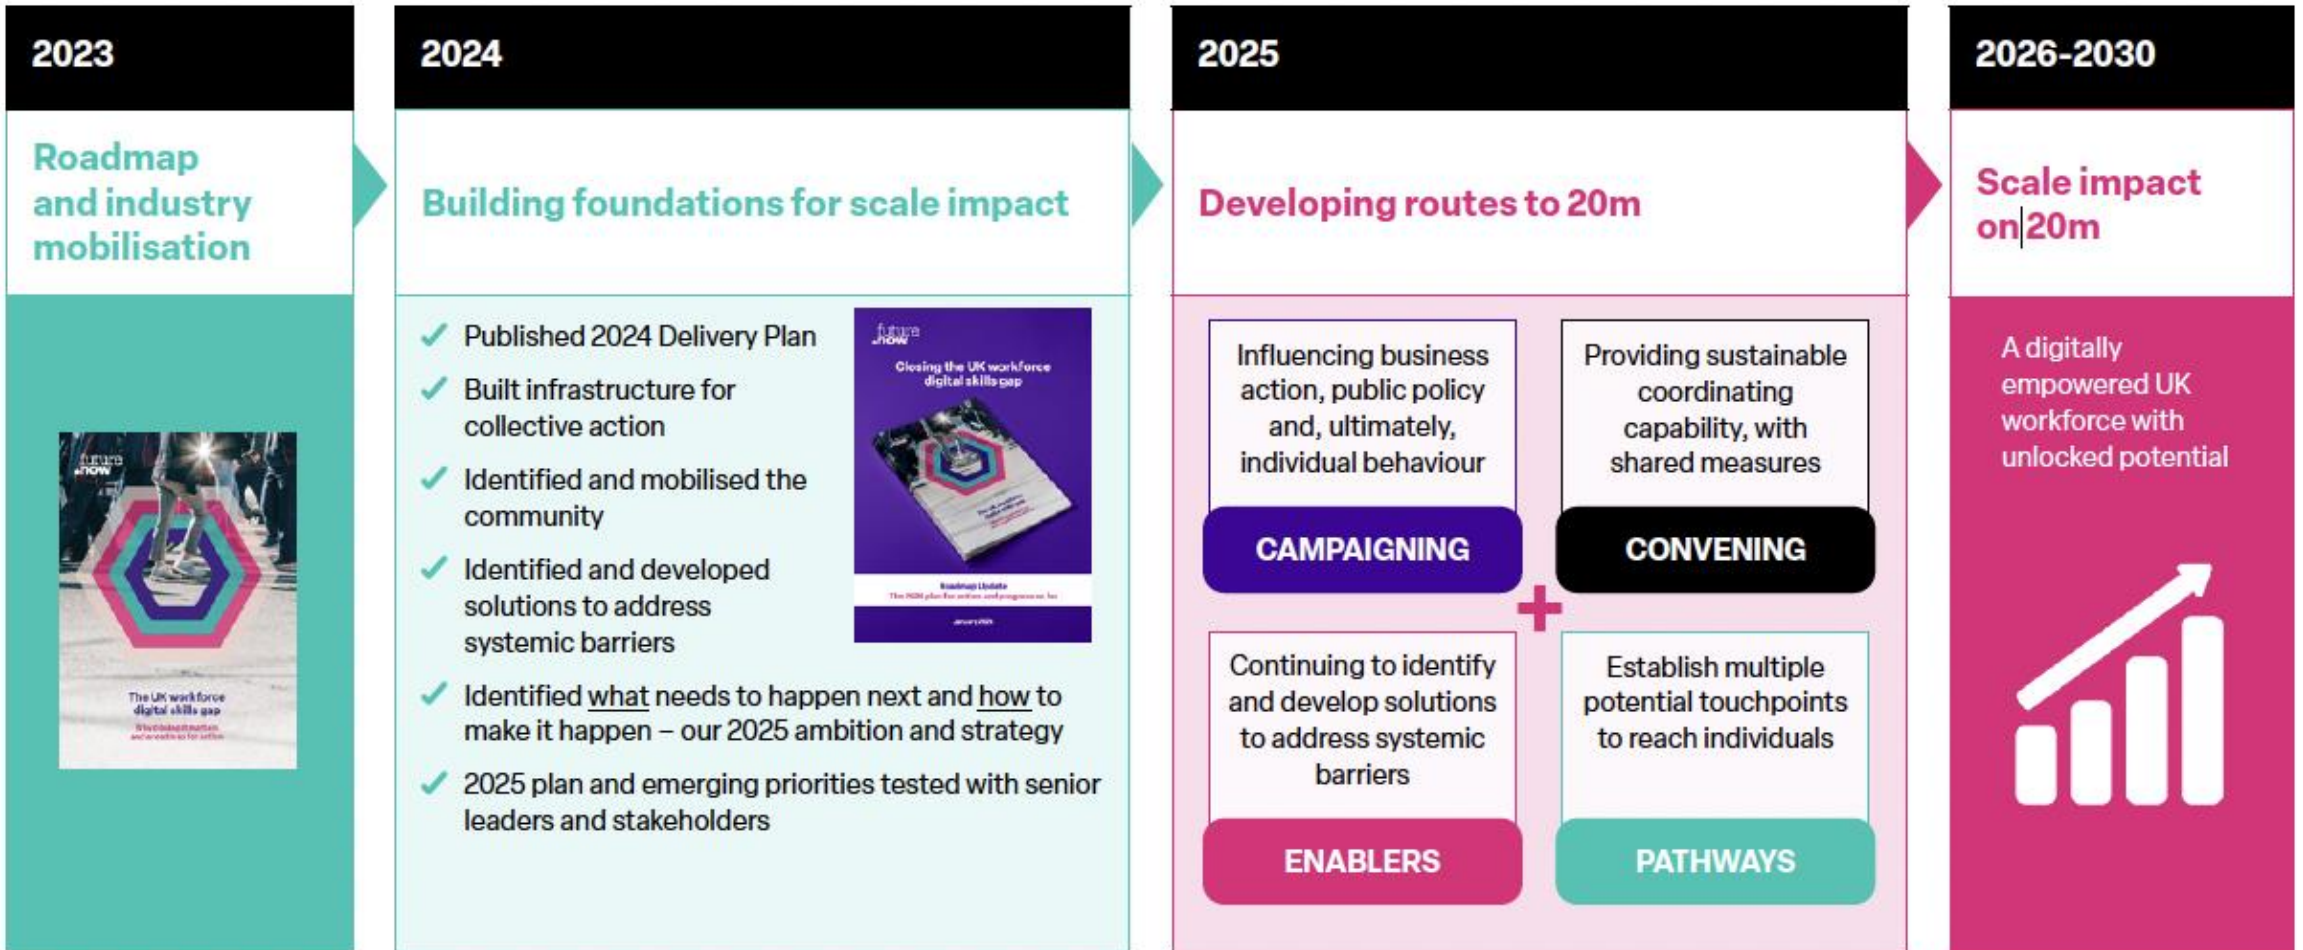 2023
Roadmap
and industry
mobilisation
future
.now
The UK workforce
digital skills gap
2024
Building foundations for scale impact
Published 2024 Delivery Plan
Built infrastructure for
collective action
Identified and mobilised the
community
Identified and developed
solutions to address
systemic barriers
Identified what needs to happen next and how to
make it happen – our 2025 ambition and strategy
2025 plan and emerging priorities tested with senior
leaders and stakeholders
future
.now
Closing the UK workforce
digital skills gap
Roadmap Update
2025
Developing routes to 20m
Influencing business
action, public policy
and, ultimately,
individual behaviour
CAMPAIGNING
Providing sustainable
coordinating
capability, with
shared measures
CONVENING
Continuing to identify
and develop solutions
to address systemic
barriers
ENABLERS
Establish multiple
potential touchpoints
to reach individuals
PATHWAYS
2026-2030
Scale impact
on 20m
A digitally
empowered UK
workforce with
unlocked potential